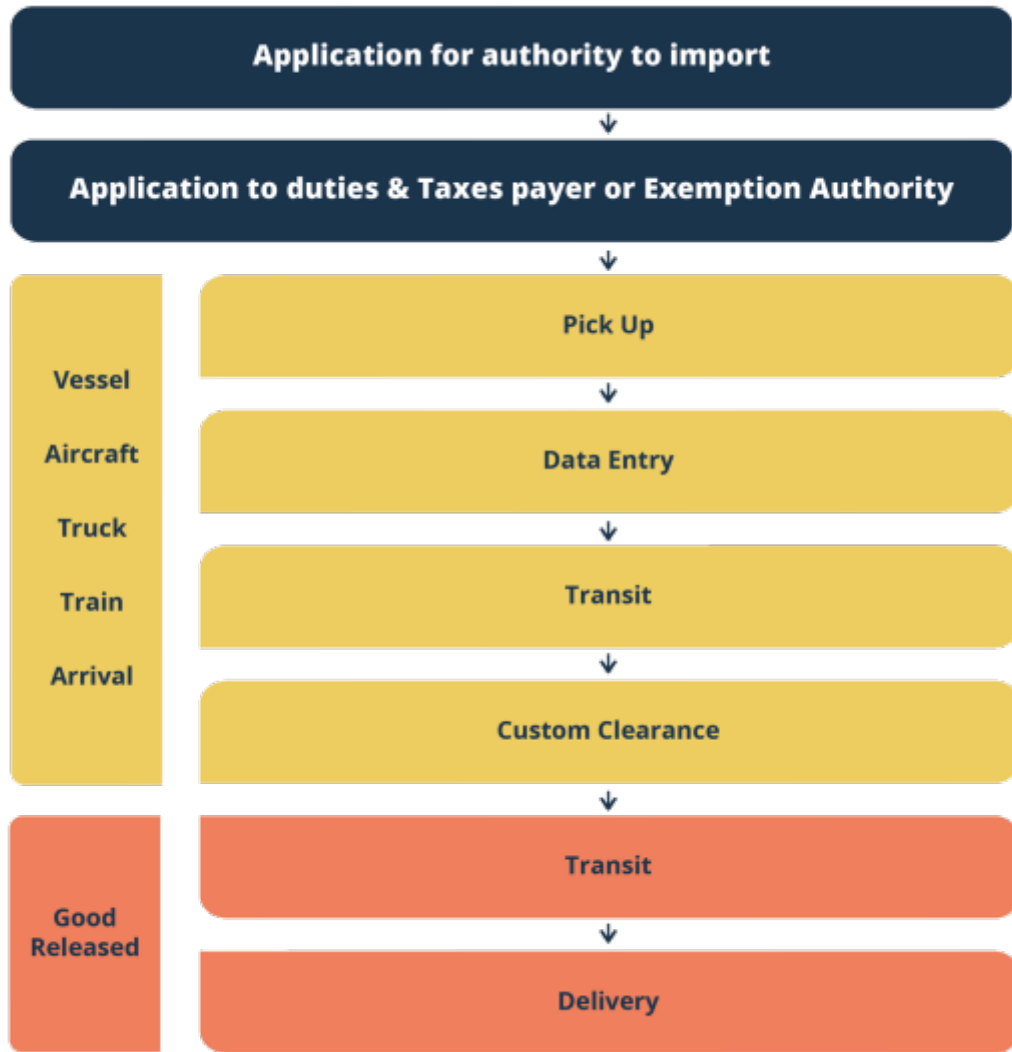 Application for authority to import
Application to duties & Taxes payer or Exemption Authority
Vessel
Aircraft
Truck
Train
Arrival
Pick Up
Data Entry
Transit
Custom Clearance
Good
Released
Transit
Delivery